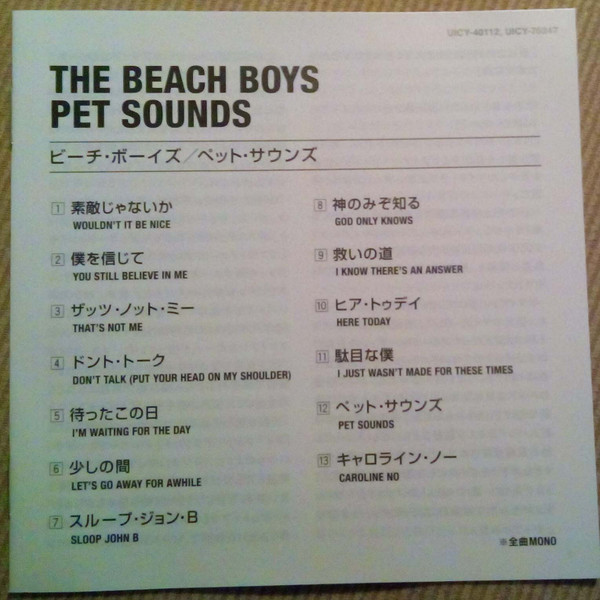 UICY-40112, UICY-76047
THE BEACH BOYS
PET SOUNDS
ビーチ・ボーイズ／ペット・サウンズ
1 素敵じゃないか
WOULDN'T IT BE NICE
2 僕を信じて
YOU STILL BELIEVE IN ME
3 ザッツ・ノット・ミー
THAT'S NOT ME
4 ドント・トーク
DON'T TALK (PUT YOUR HEAD ON MY SHOULDER)
5 待ったこの日
I'M WAITING FOR THE DAY
6 少しの間
LET'S GO AWAY FOR AWHILE
7 スループ・ジョン・B
SLOOP JOHN B
8 神のみぞ知る
GOD ONLY KNOWS
9 救いの道
I KNOW THERE'S AN ANSWER
10 ヒア・トゥデイ
HERE TODAY
11 駄目な僕
I JUST WASN'T MADE FOR THESE TIMES
12 ペット・サウンズ
PET SOUNDS
13 キャロライン・ノー
CAROLINE NO
※全曲MONO